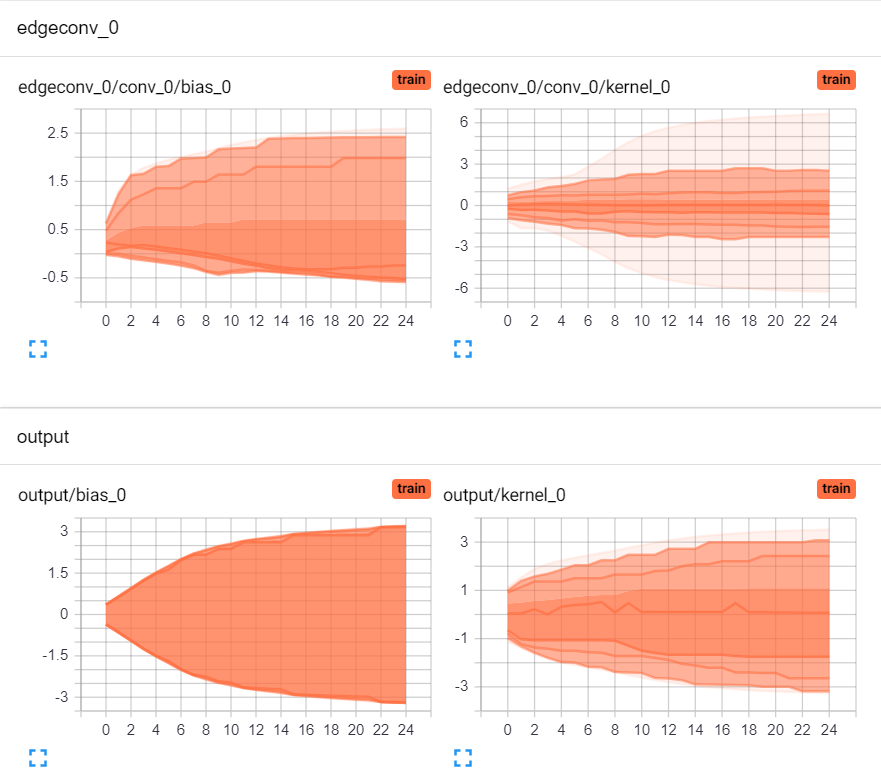 edgeconv_0
edgeconv_0/conv_0/bias_0 train
2.5
1.5
0.5
-0.5
0 2 4 6 8 10 12 14 16 18 20 22 24
edgeconv_0/conv_0/kernel_0 train
6
3
0
-3
-6
0 2 4 6 8 10 12 14 16 18 20 22 24
output
output/bias_0 train
3
1.5
0
-1.5
-3
0 2 4 6 8 10 12 14 16 18 20 22 24
output/kernel_0 train
3
1
-1
-3
0 2 4 6 8 10 12 14 16 18 20 22 24